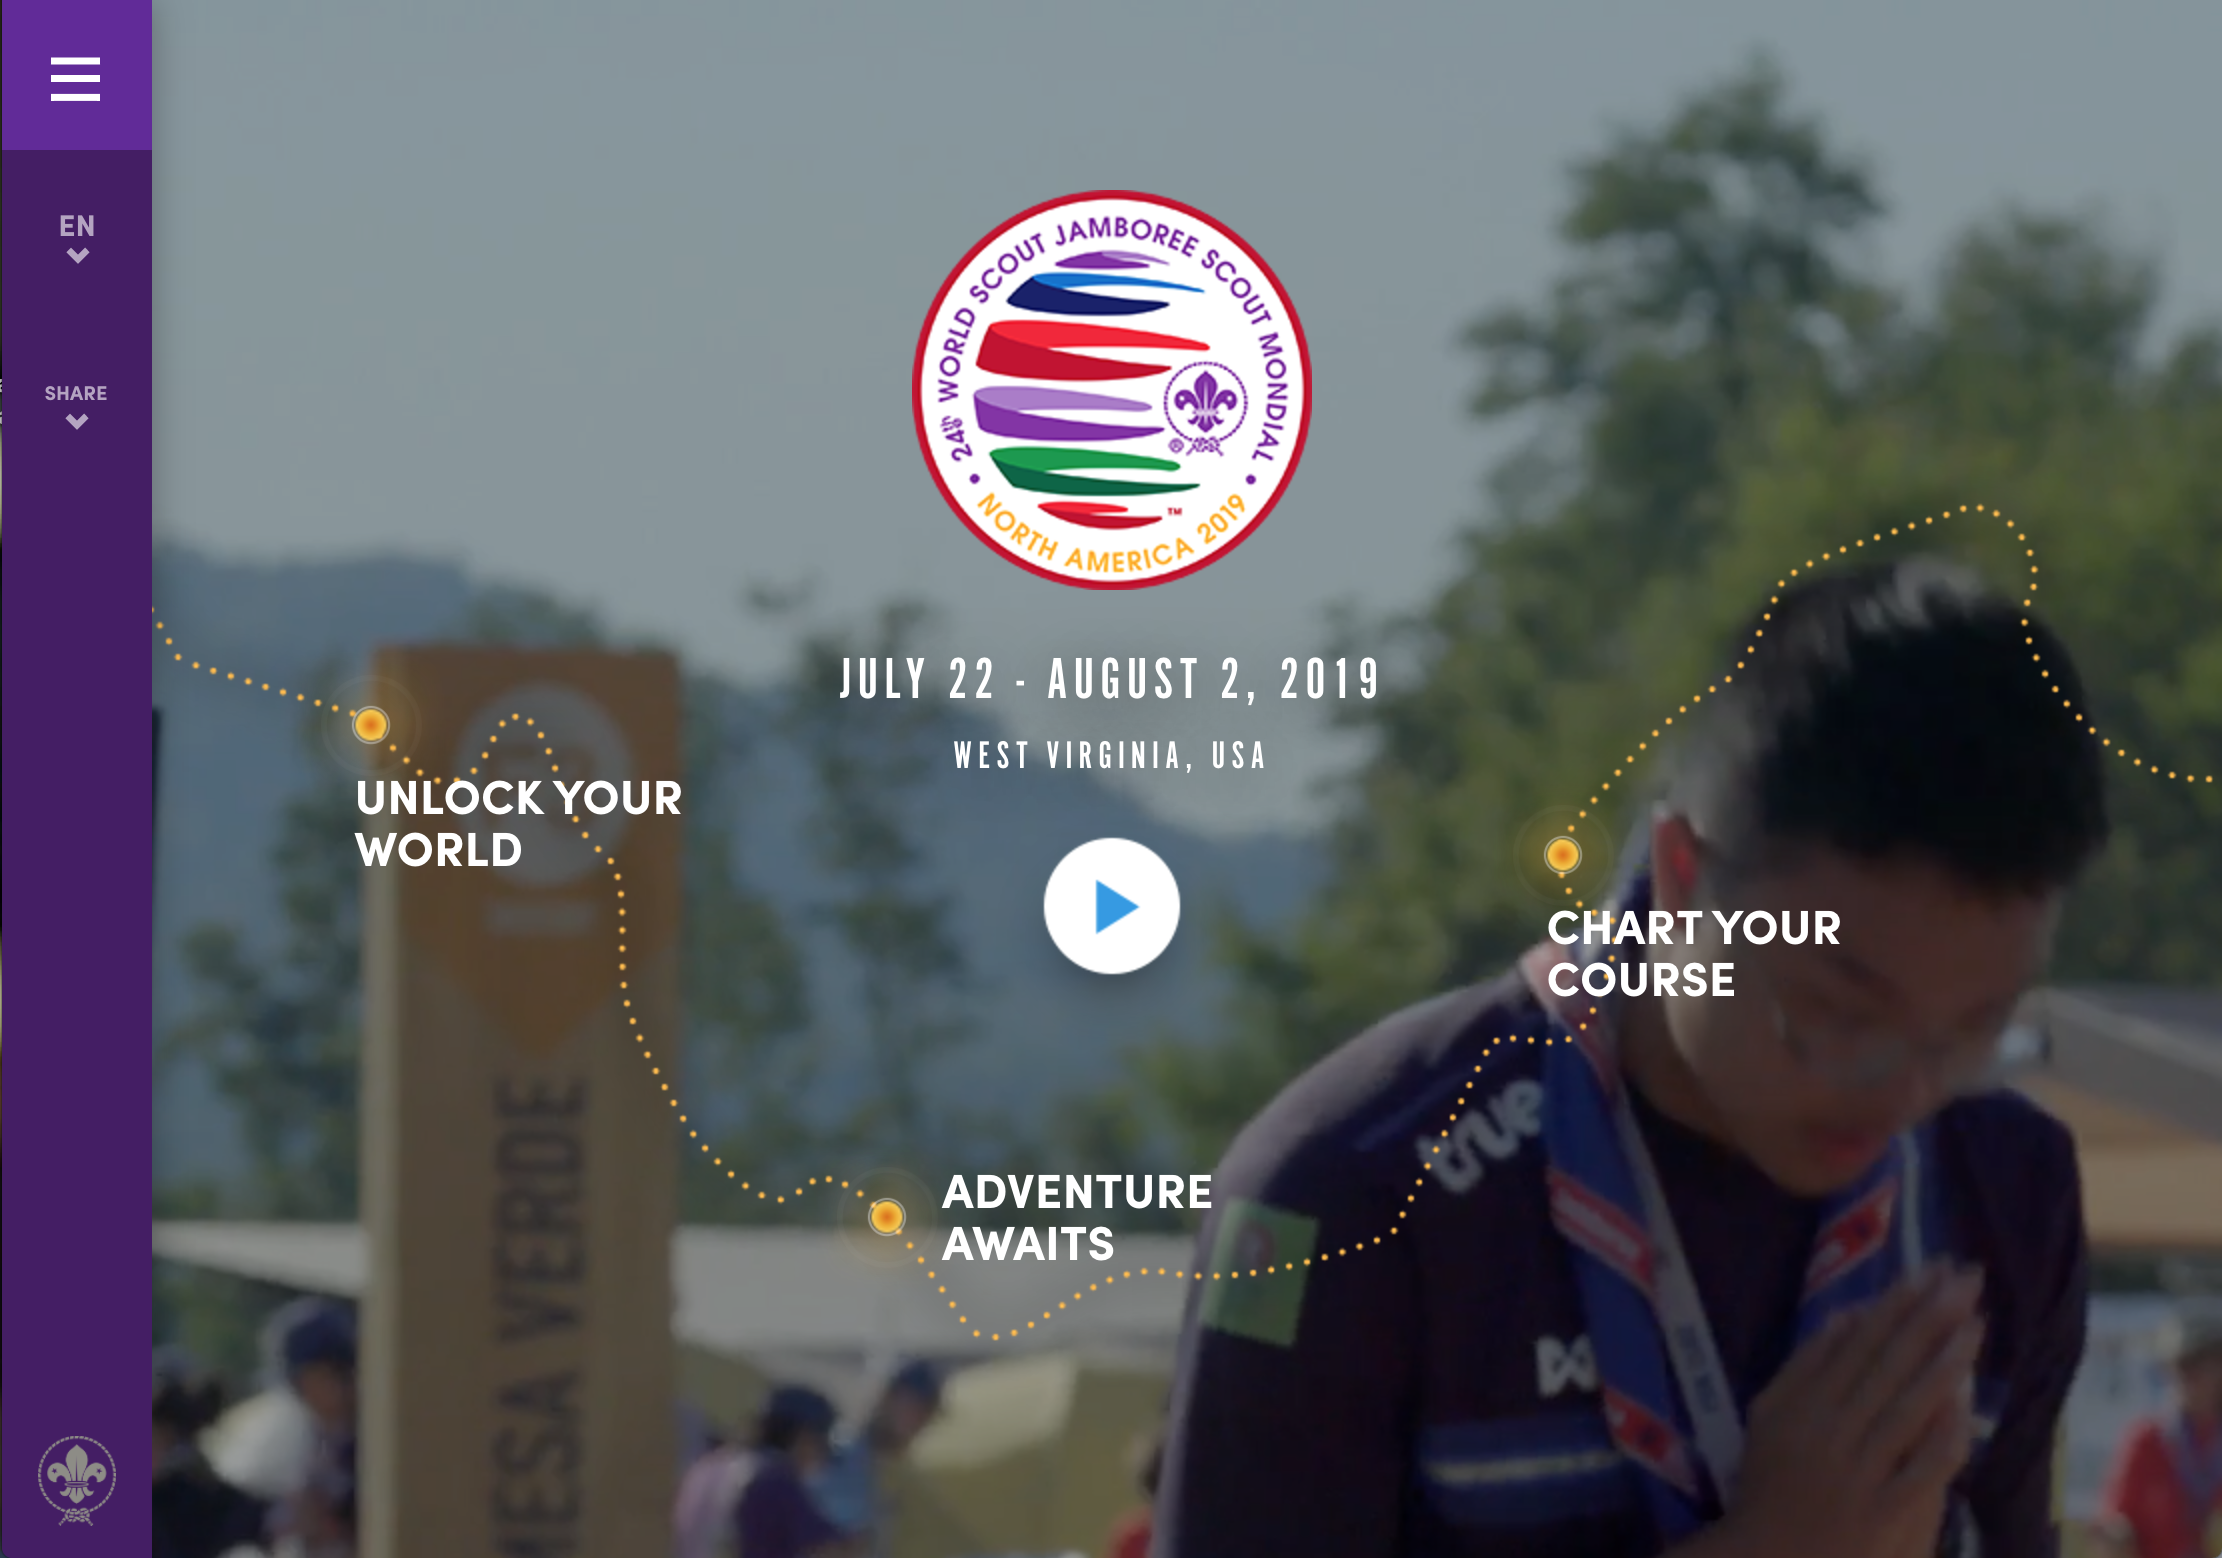 EN
SHARE
24th WORLD SCOUT JAMBOREE SCOUT MONDIAL
NORTH AMERICA 2019
TM
JULY 22 - AUGUST 2, 2019
WEST VIRGINIA, USA
UNLOCK YOUR
WORLD
CHART YOUR
COURSE
ADVENTURE
AWAITS
true
MESA VERDE